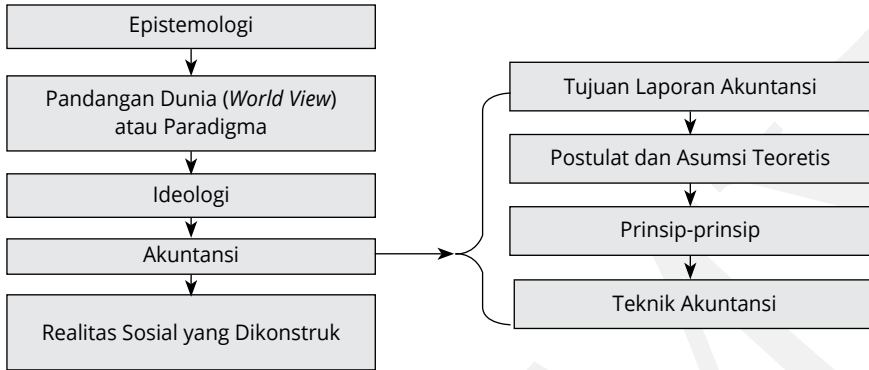 Epistemologi
Pandangan Dunia (World View)
atau Paradigma
Ideologi
Akuntansi
Realitas Sosial yang Dikonstruk
Tujuan Laporan Akuntansi
Postulat dan Asumsi Teoretis
Prinsip-prinsip
Teknik Akuntansi